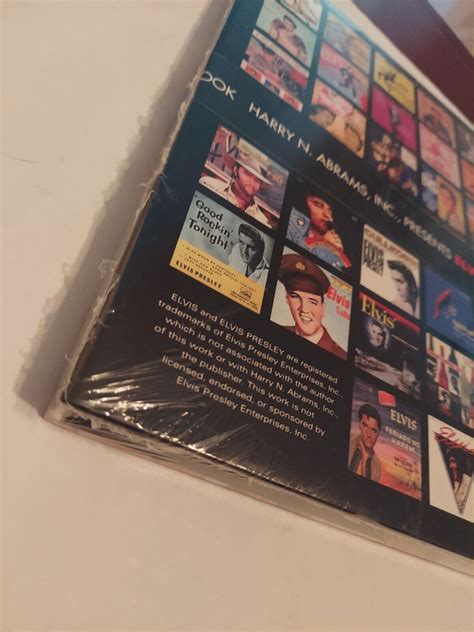 OOK HARRY N. ABRAMS, INC., PRESENTS
Good
Rockin'
Tonight
ELVIS PRESLEY
Elvis
ELVIS
Elvis
ELVIS
ELVIS and ELVIS PRESLEY are registered
trademarks of Elvis Presley Enterprises, Inc.,
which is not associated with the author
of this work or with Harry N. Abrams, Inc.,
the publisher. This work is not
licensed, endorsed, or sponsored by
Elvis Presley Enterprises, Inc.